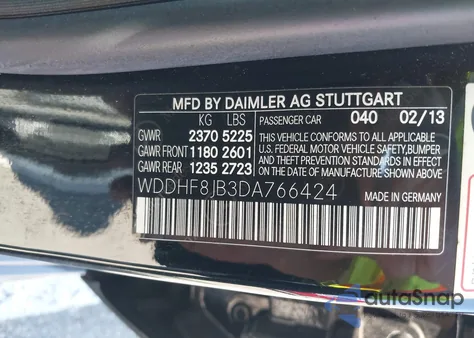 MFD BY DAIMLER AG STUTTGART
KG LBS PASSENGER CAR 040 02/13
GVWR 2370 5225
GAWR FRONT 1180 2601
GAWR REAR 1235 2723
THIS VEHICLE CONFORMS TO ALL APPLICABLE
U.S. FEDERAL MOTOR VEHICLE SAFETY, BUMPER,
AND THEFT PREVENTION STANDARDS IN EFFECT
ON THE DATE OF MANUFACTURE SHOWN ABOVE
WDDHF8JB3DA766424 MADE IN GERMANY
autoSnap